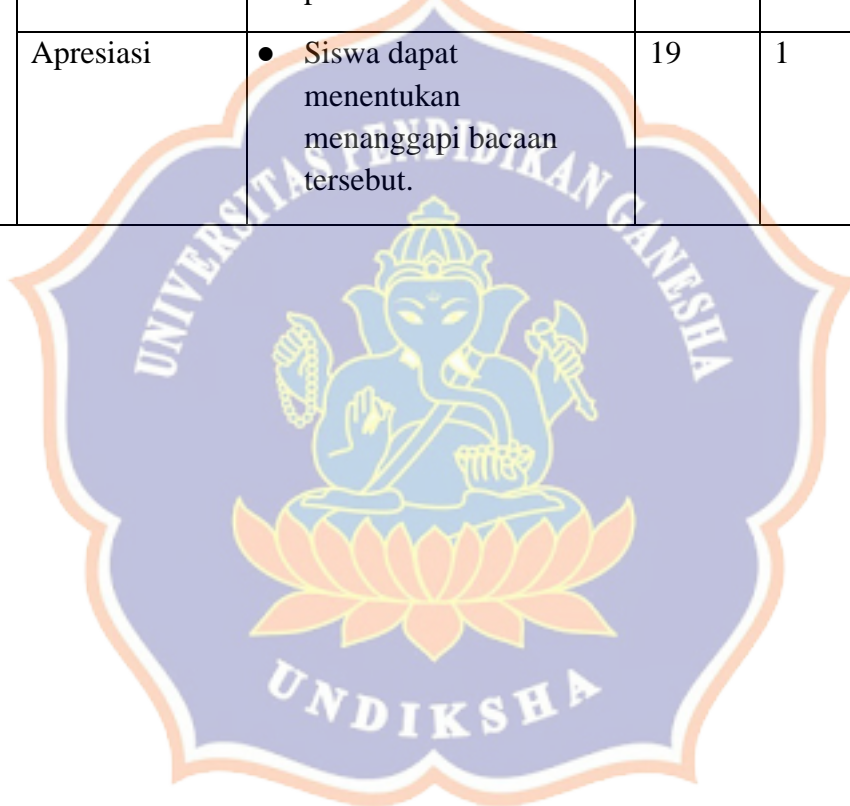 Apresiasi ● Siswa dapat 19 1
menentukan
menanggapi bacaan
tersebut.
UNIVERSITAS PENDIDIKAN GANESHA
UNDIKSHA